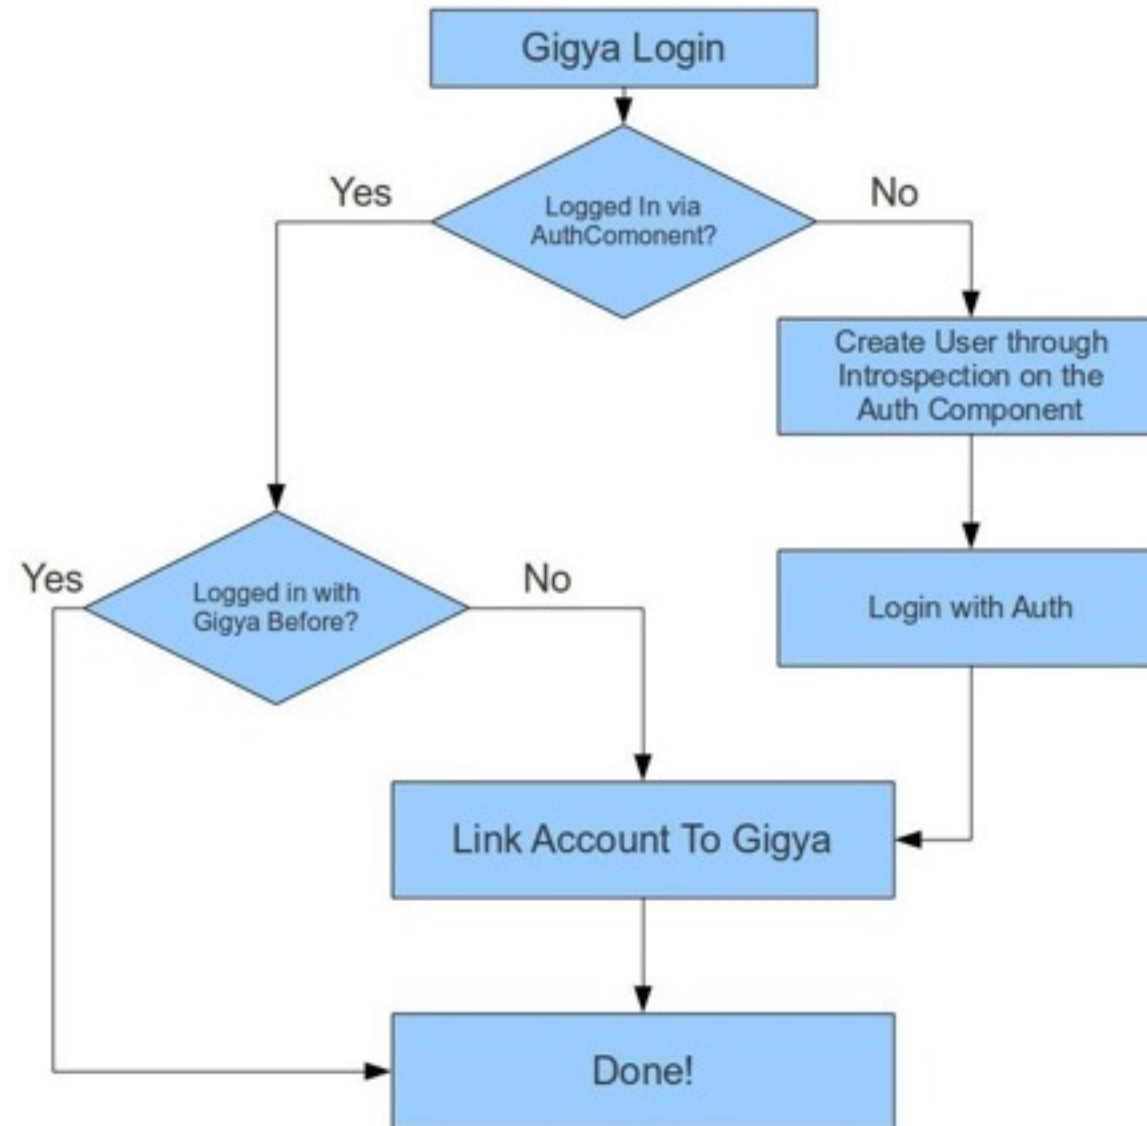 Gigya Login
Yes
No
Logged In via
AuthComonent?
Create User through
Introspection on the
Auth Component
Yes
No
Logged in with
Gigya Before?
Login with Auth
Link Account To Gigya
Done!